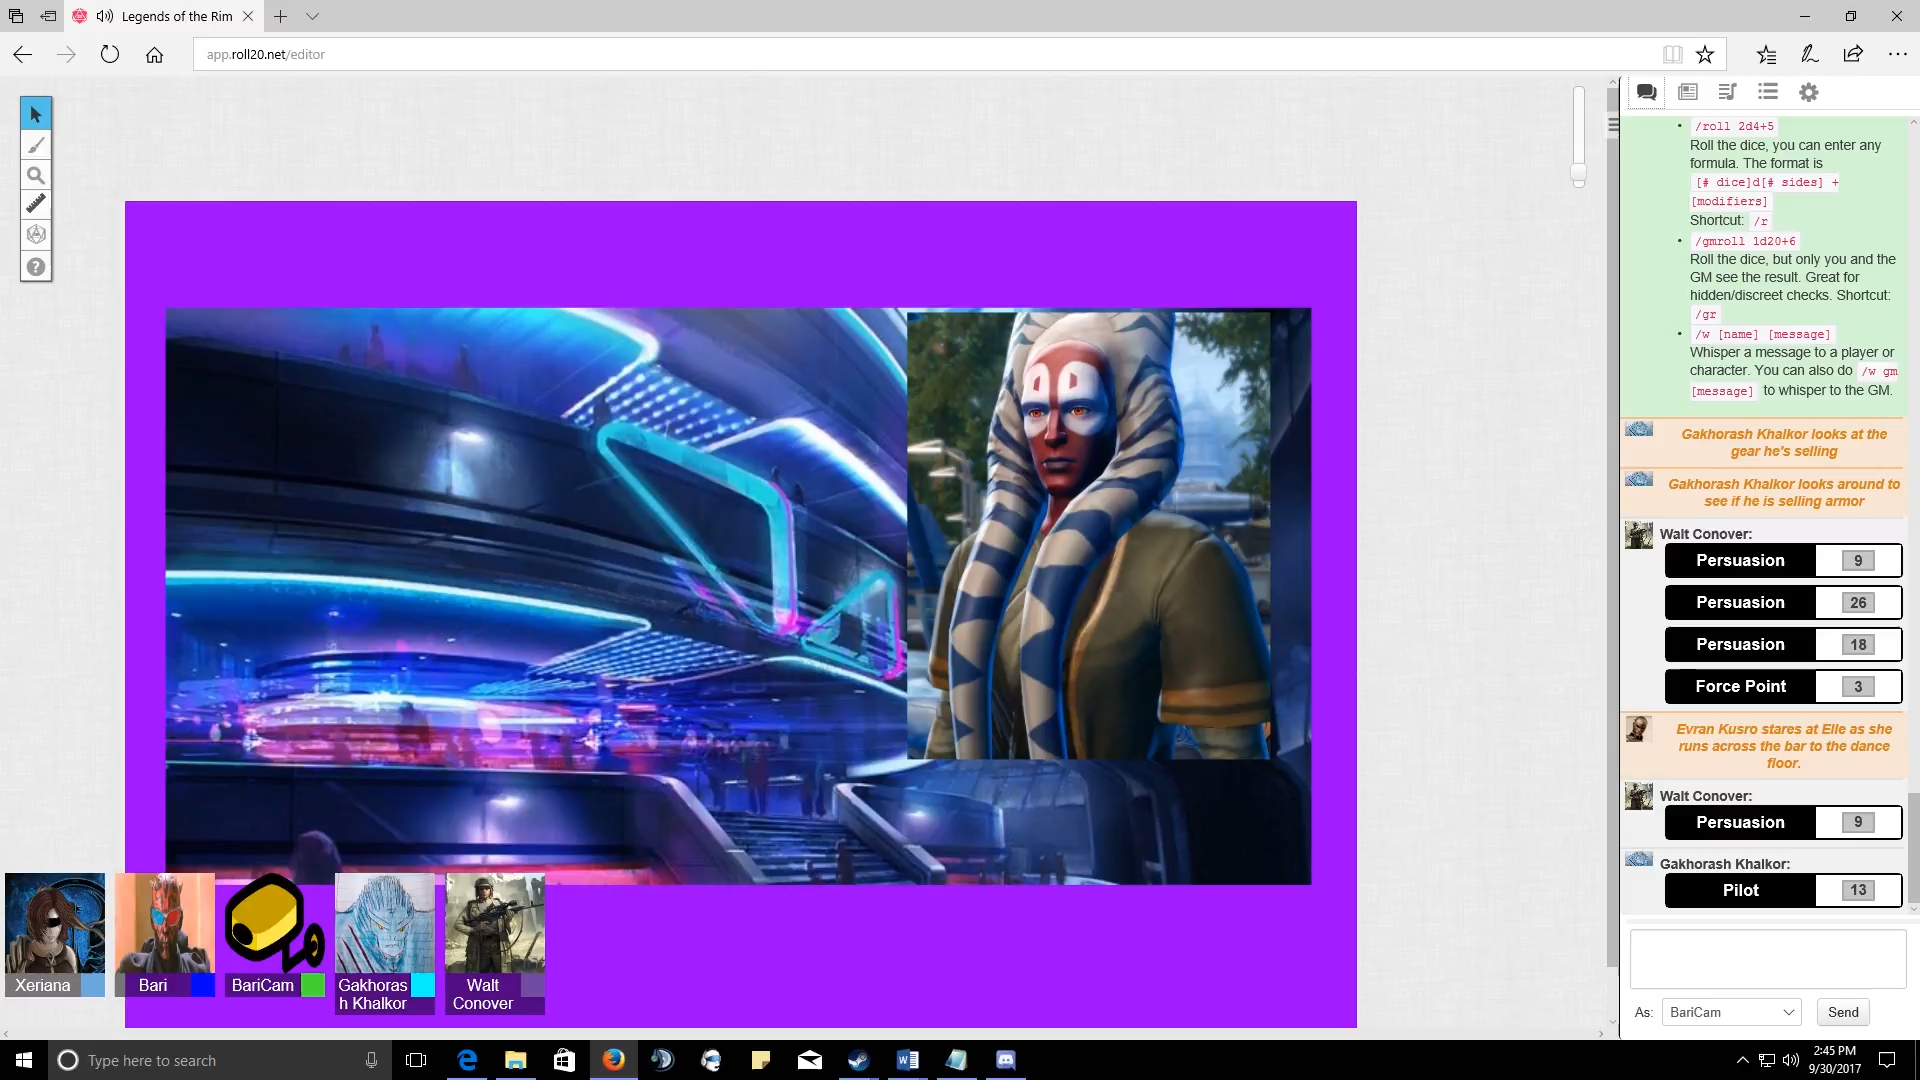 Legends of the Rim
app.roll20.net/editor
/roll 2d4+5
Roll the dice, you can enter any
formula. The format is
[# dice]d[# sides] +
[modifiers]
Shortcut: /r
/gmroll 1d20+6
Roll the dice, but only you and the
GM see the result. Great for
hidden/discreet checks. Shortcut:
/gr
/w [name] [message]
Whisper a message to a player or
character. You can also do /w gm
[message] to whisper to the GM.
Gakhorash Khalkor looks at the
gear he's selling
Gakhorash Khalkor looks around to
see if he is selling armor
Walt Conover:
Persuasion 9
Persuasion 26
Persuasion 18
Force Point 3
Evran Kusro stares at Elle as she
runs across the bar to the dance
floor.
Walt Conover:
Persuasion 9
Gakhorash Khalkor:
Pilot 13
As: BariCam Send
Xeriana
Bari
BariCam
Gakhoras
h Khalkor
Walt
Conover
Type here to search
2:45 PM
9/30/2017